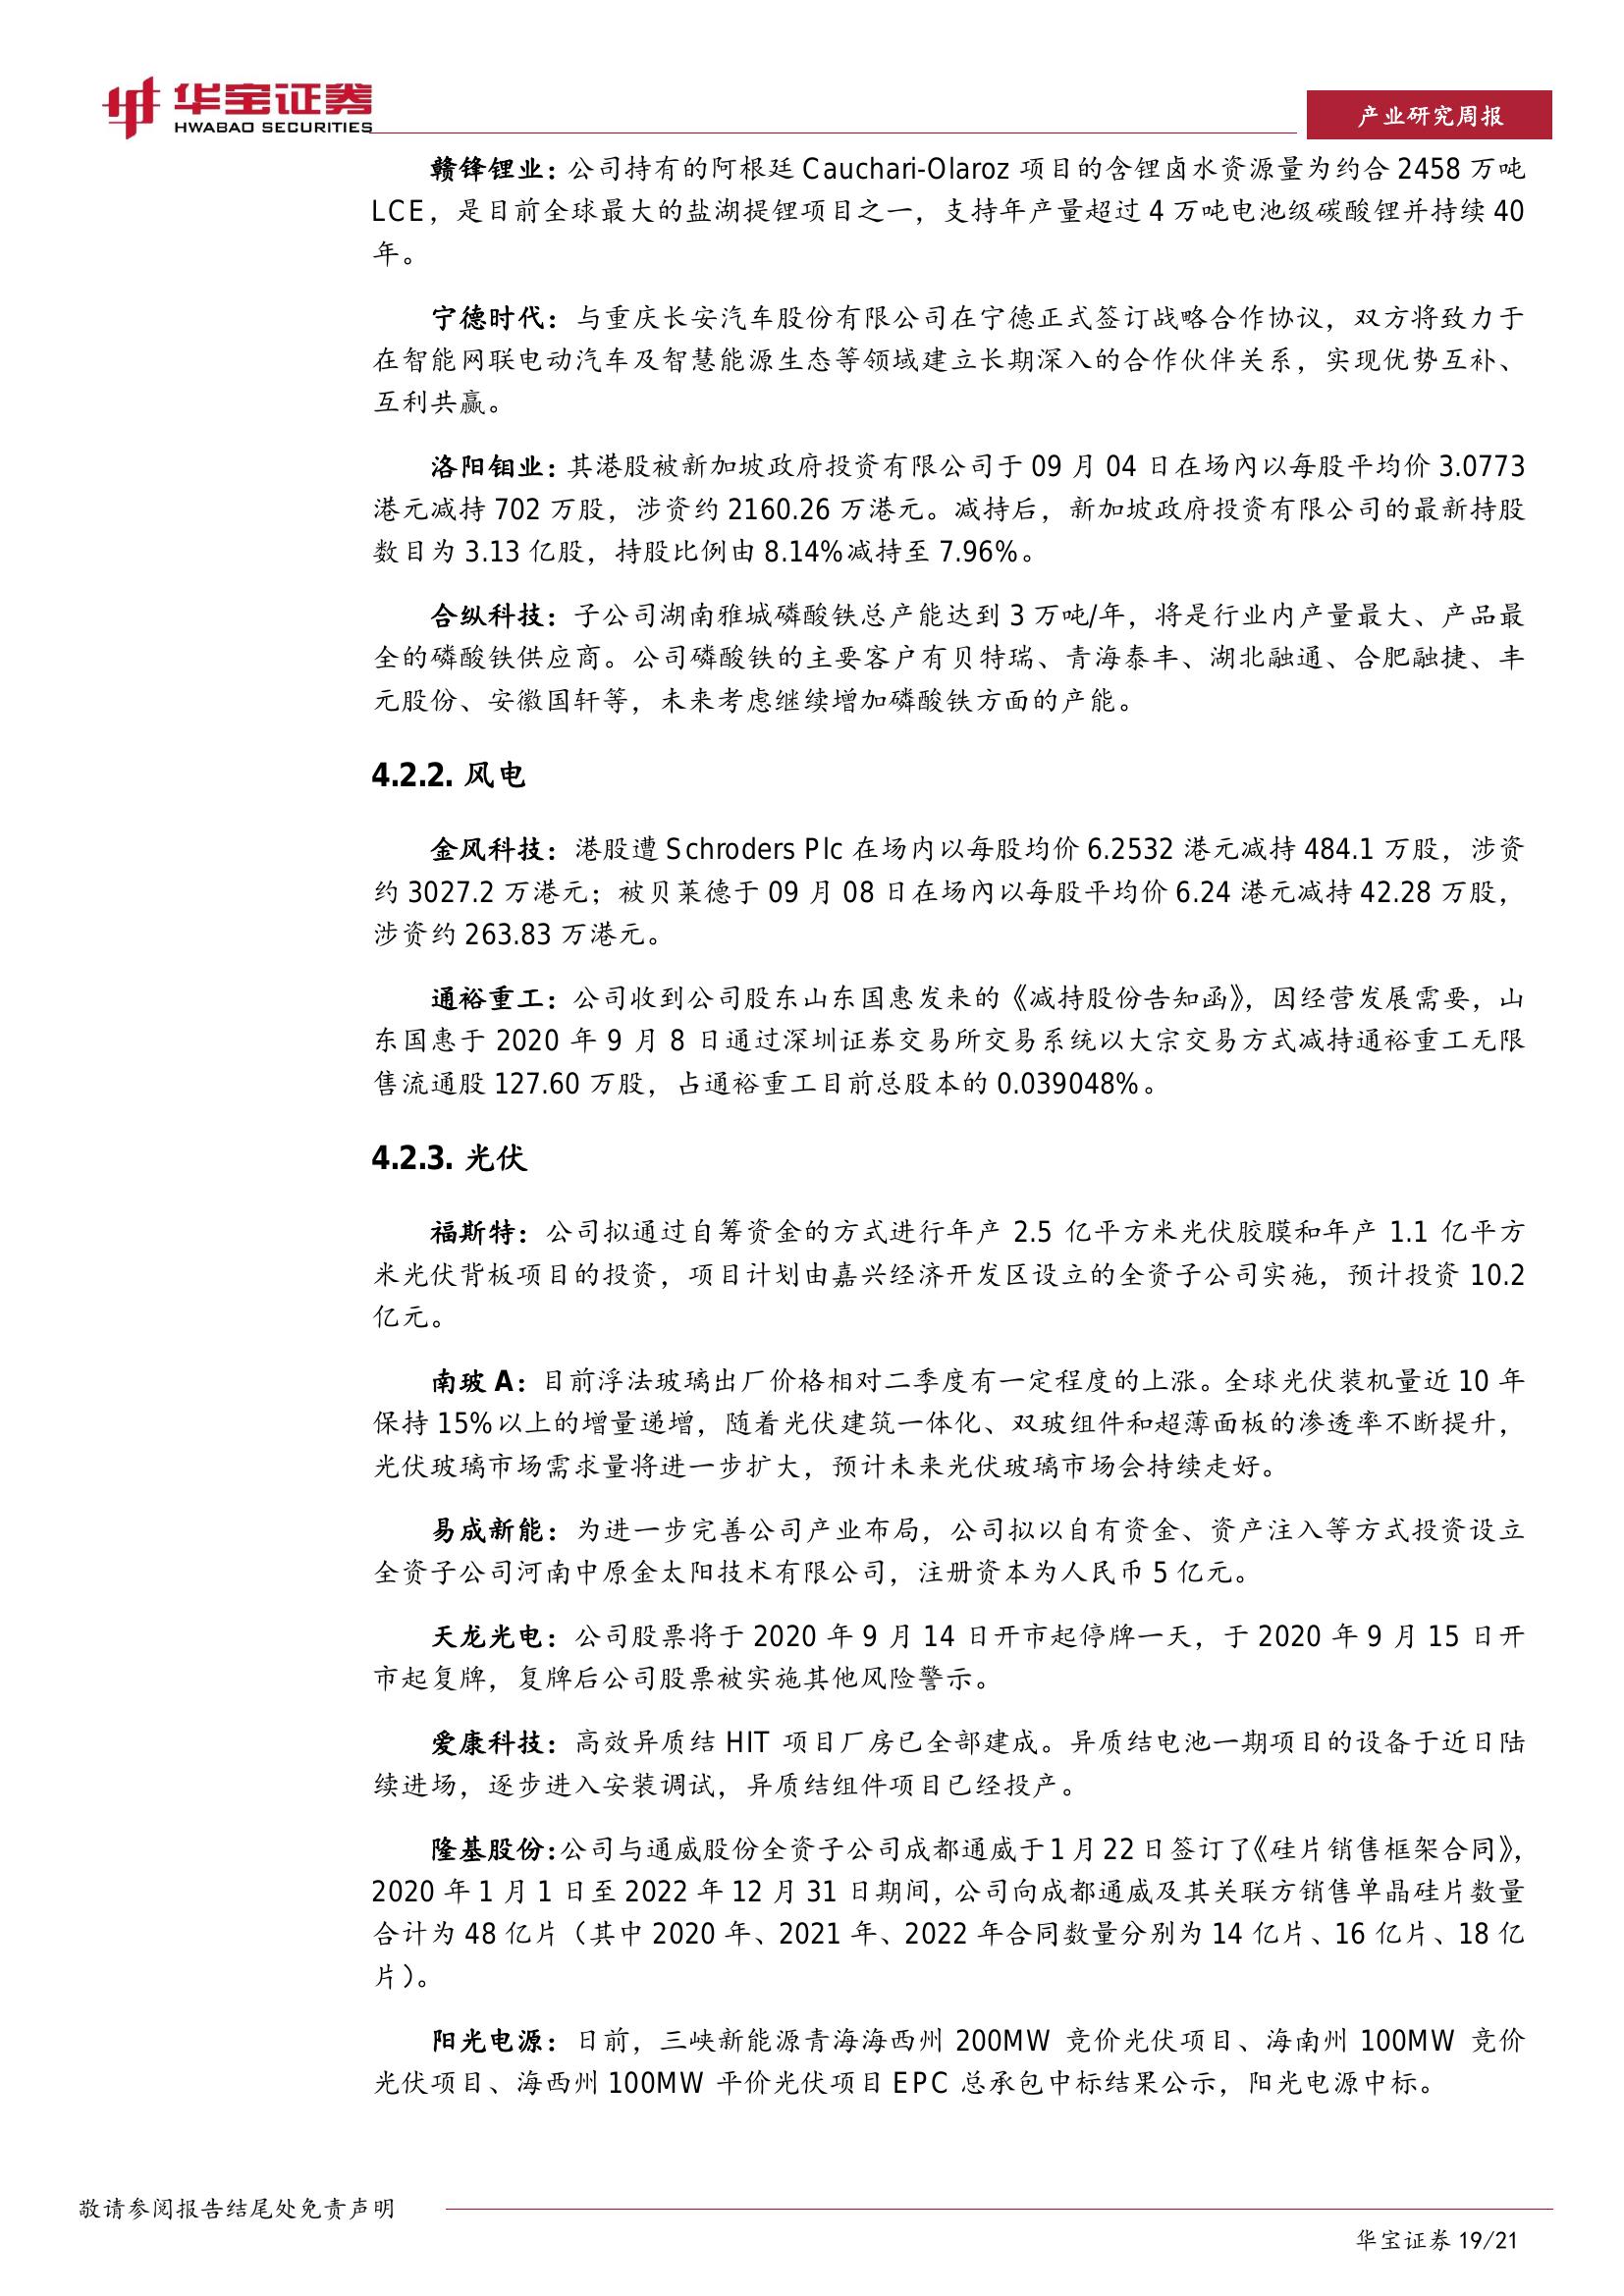 华宝证券
HWABAO SECURITIES
产业研究周报
赣锋锂业：公司持有的阿根廷 Cauchari-Olaroz 项目的含锂卤水资源量为约合 2458 万吨
LCE，是目前全球最大的盐湖提锂项目之一，支持年产量超过 4 万吨电池级碳酸锂并持续 40
年。
宁德时代：与重庆长安汽车股份有限公司在宁德正式签订战略合作协议，双方将致力于
在智能网联电动汽车及智慧能源生态等领域建立长期深入的合作伙伴关系，实现优势互补、
互利共赢。
洛阳钼业：其港股被新加坡政府投资有限公司于 09 月 04 日在场內以每股平均价 3.0773
港元减持 702 万股，涉资约 2160.26 万港元。减持后，新加坡政府投资有限公司的最新持股
数目为 3.13 亿股，持股比例由 8.14%减持至 7.96%。
合纵科技：子公司湖南雅城磷酸铁总产能达到 3 万吨/年，将是行业内产量最大、产品最
全的磷酸铁供应商。公司磷酸铁的主要客户有贝特瑞、青海泰丰、湖北融通、合肥融捷、丰
元股份、安徽国轩等，未来考虑继续增加磷酸铁方面的产能。
4.2.2. 风电
金风科技：港股遭 Schroders Plc 在场内以每股均价 6.2532 港元减持 484.1 万股，涉资
约 3027.2 万港元；被贝莱德于 09 月 08 日在场內以每股平均价 6.24 港元减持 42.28 万股，
涉资约 263.83 万港元。
通裕重工：公司收到公司股东山东国惠发来的《减持股份告知函》，因经营发展需要，山
东国惠于 2020 年 9 月 8 日通过深圳证券交易所交易系统以大宗交易方式减持通裕重工无限
售流通股 127.60 万股，占通裕重工目前总股本的 0.039048%。
4.2.3. 光伏
福斯特：公司拟通过自筹资金的方式进行年产 2.5 亿平方米光伏胶膜和年产 1.1 亿平方
米光伏背板项目的投资，项目计划由嘉兴经济开发区设立的全资子公司实施，预计投资 10.2
亿元。
南玻 A：目前浮法玻璃出厂价格相对二季度有一定程度的上涨。全球光伏装机量近 10 年
保持 15%以上的增量递增，随着光伏建筑一体化、双玻组件和超薄面板的渗透率不断提升，
光伏玻璃市场需求量将进一步扩大，预计未来光伏玻璃市场会持续走好。
易成新能：为进一步完善公司产业布局，公司拟以自有资金、资产注入等方式投资设立
全资子公司河南中原金太阳技术有限公司，注册资本为人民币 5 亿元。
天龙光电：公司股票将于 2020 年 9 月 14 日开市起停牌一天，于 2020 年 9 月 15 日开
市起复牌，复牌后公司股票被实施其他风险警示。
爱康科技：高效异质结 HIT 项目厂房已全部建成。异质结电池一期项目的设备于近日陆
续进场，逐步进入安装调试，异质结组件项目已经投产。
隆基股份：公司与通威股份全资子公司成都通威于 1 月 22 日签订了《硅片销售框架合同》，
2020 年 1 月 1 日至 2022 年 12 月 31 日期间，公司向成都通威及其关联方销售单晶硅片数量
合计为 48 亿片（其中 2020 年、2021 年、2022 年合同数量分别为 14 亿片、16 亿片、18 亿
片）。
阳光电源：日前，三峡新能源青海海西州 200MW 竞价光伏项目、海南州 100MW 竞价
光伏项目、海西州 100MW 平价光伏项目 EPC 总承包中标结果公示，阳光电源中标。
敬请参阅报告结尾处免责声明
华宝证券 19/21